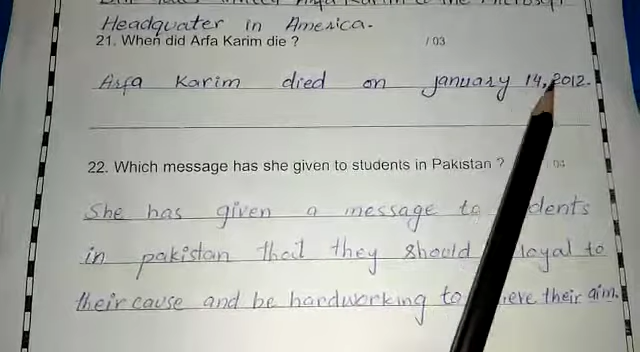 Headquater in America.
21. When did Arfa Karim die ? / 03
Arfa Karim died on january 14, 2012.
22. Which message has she given to students in Pakistan ?
She has given a message to dents
in pakistan that they should loyal to
their cause and be hardworking to eve their aim.